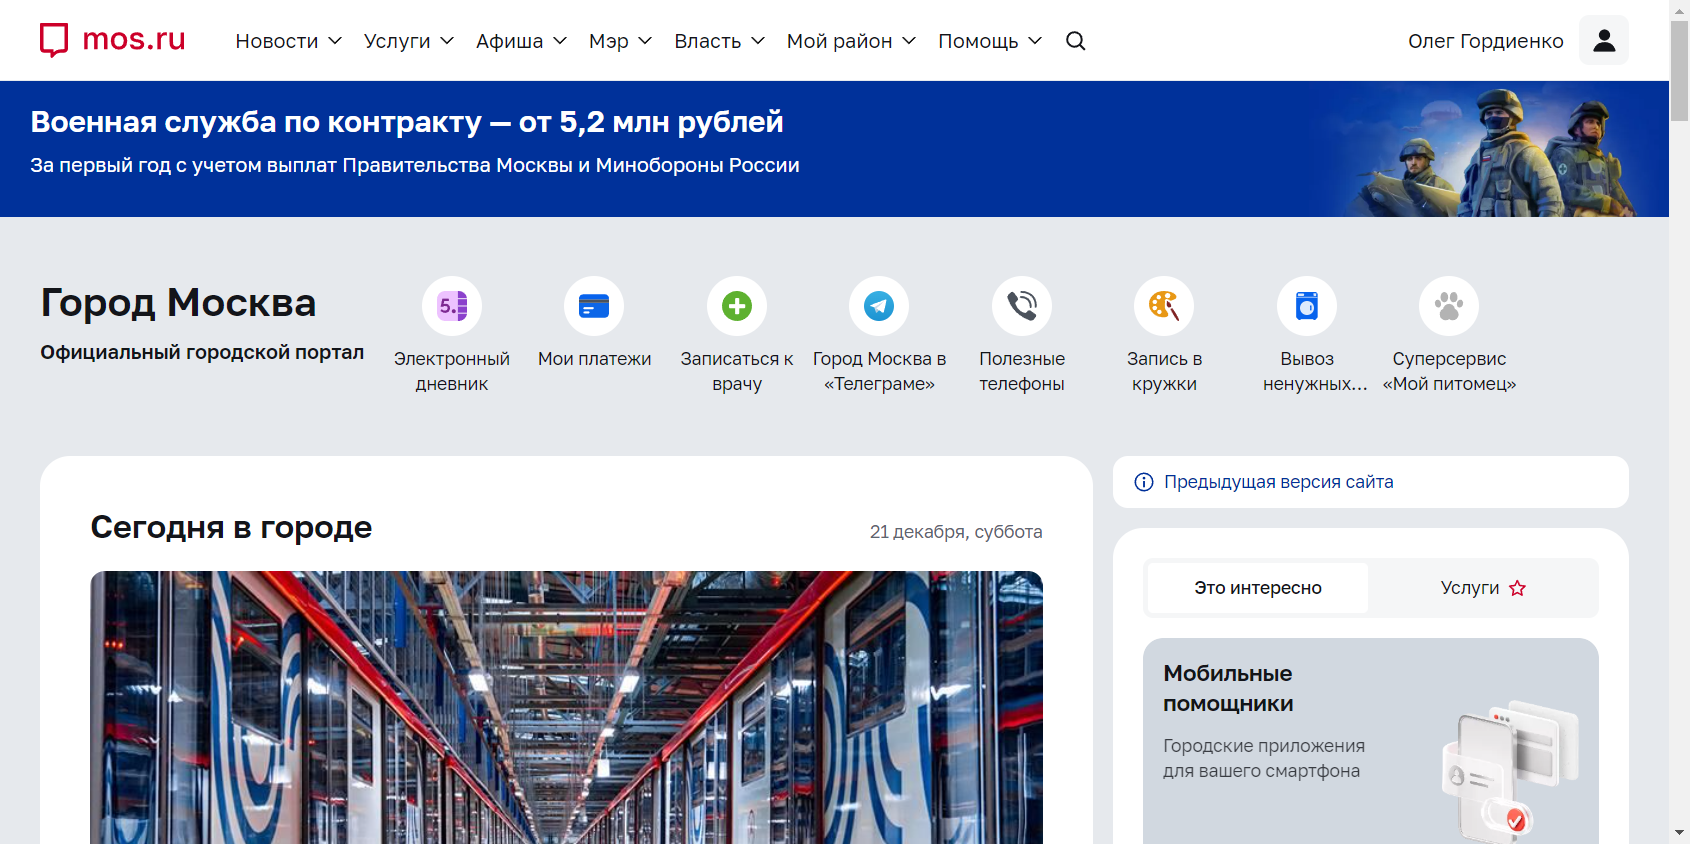 mos.ru
Новости Услуги Афиша Мэр Власть Мой район Помощь
Олег Гордиенко
Военная служба по контракту — от 5,2 млн рублей
За первый год с учетом выплат Правительства Москвы и Минобороны России
Город Москва
Официальный городской портал
5.
Электронный
дневник
Мои платежи
Записаться к
врачу
Город Москва в
«Телеграме»
Полезные
телефоны
Запись в
кружки
Вывоз
ненужных...
Суперсервис
«Мой питомец»
Сегодня в городе
21 декабря, суббота
Предыдущая версия сайта
Это интересно
Услуги
Мобильные
помощники
Городские приложения
для вашего смартфона